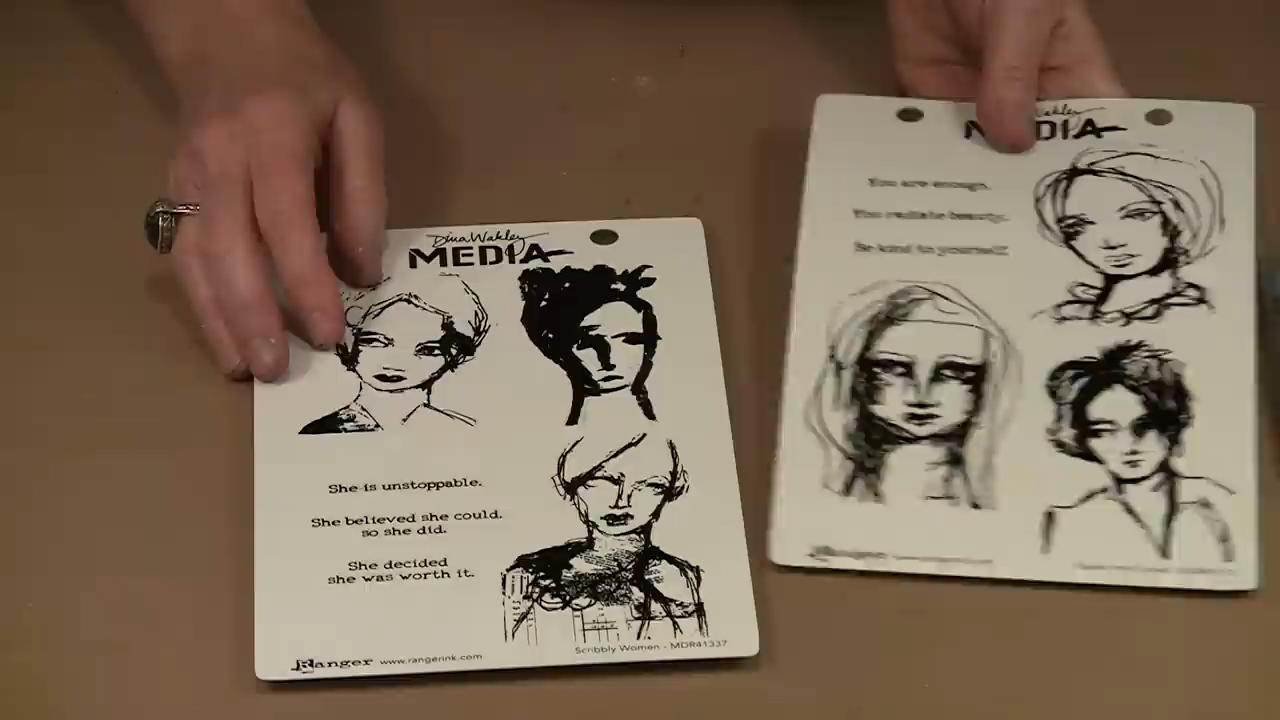 Dina Wakley
MEDIA
She is unstoppable.
She believed she could.
so she did.
She decided
she was worth it.
Ranger www.rangerink.com
Scribbly Women - MDR41337
Wakley
MEDIA
You are enough.
You radiate beauty.
Be kind to yourself.
Ranger